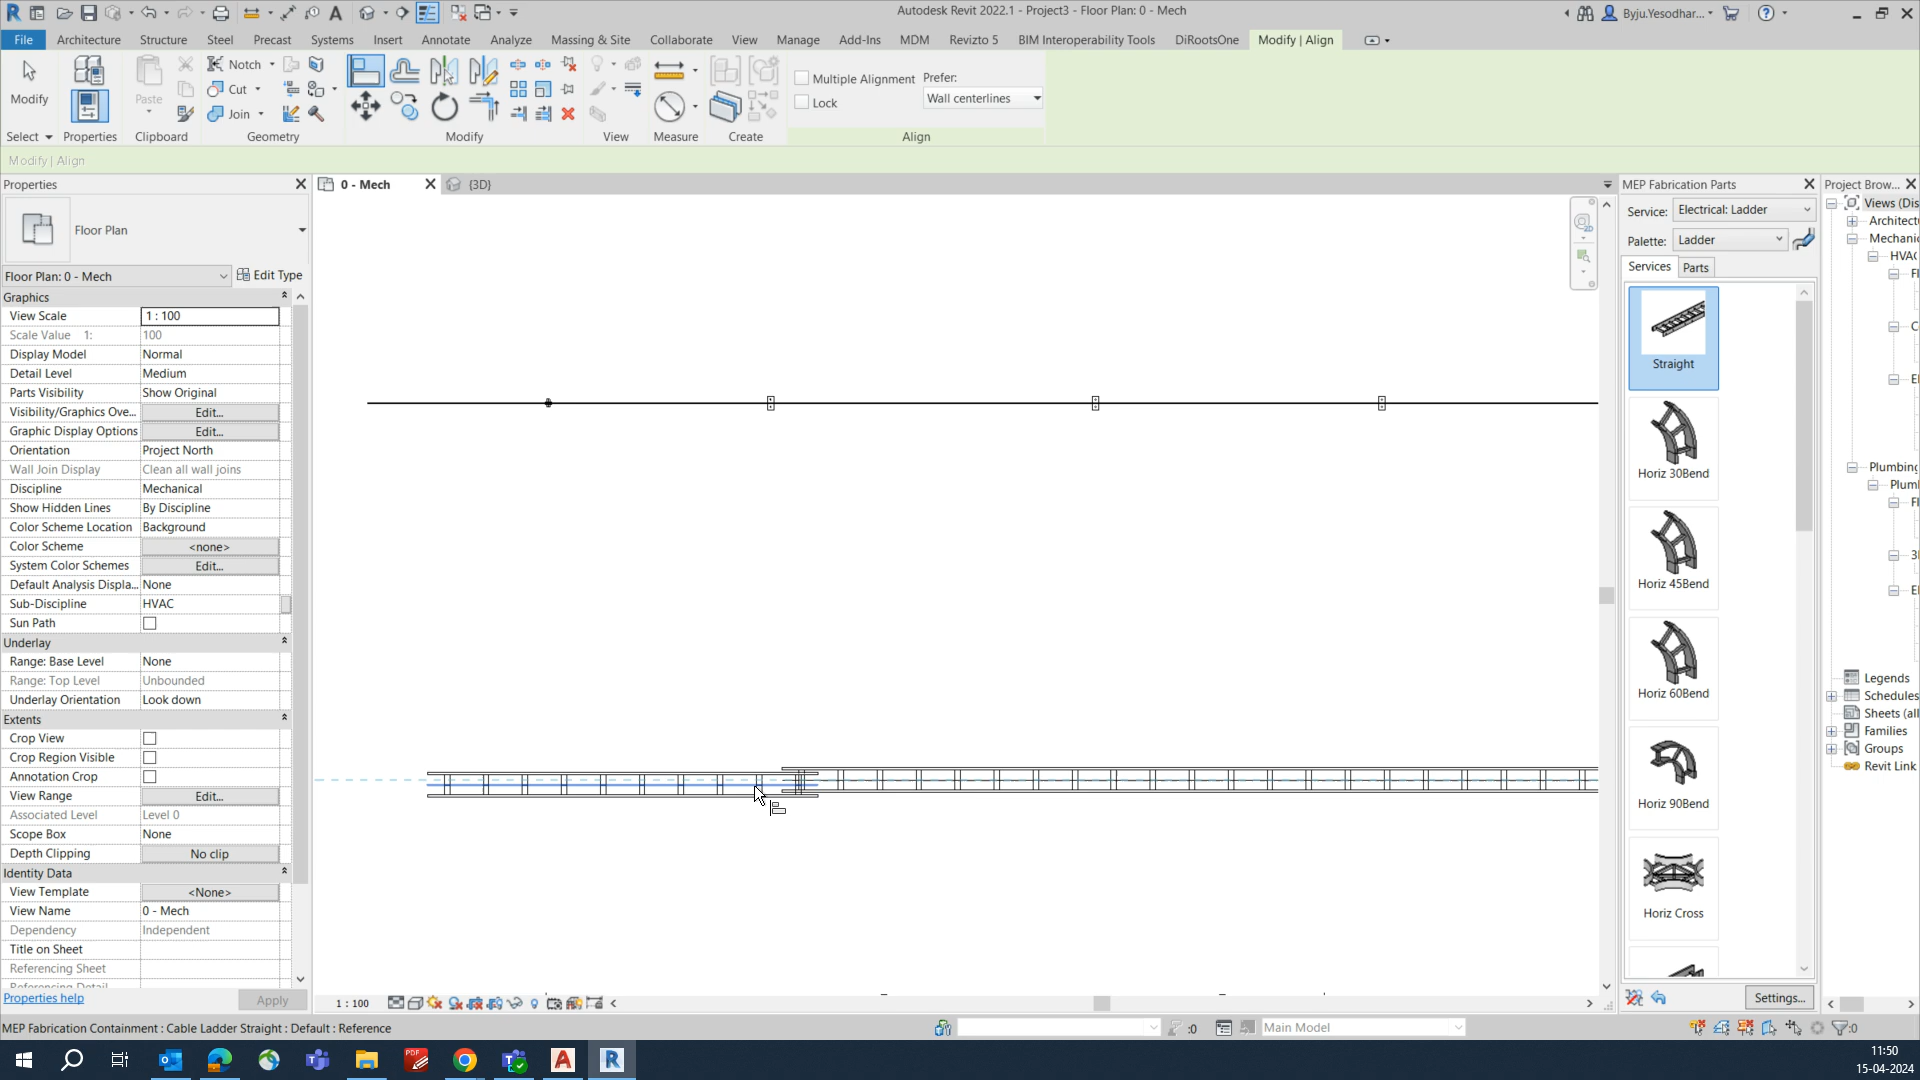 Autodesk Revit 2022.1 - Project3 - Floor Plan: 0 - Mech
Byju.Yesodhar...
File Architecture Structure Steel Precast Systems Insert Annotate Analyze Massing & Site Collaborate View Manage Add-Ins MDM Revizto 5 BIM Interoperability Tools DiRootsOne Modify | Align
Modify
Paste
Notch
Cut
Join
Multiple Alignment
Lock
Prefer:
Wall centerlines
Select Properties Clipboard Geometry Modify View Measure Create Align
Modify | Align
Properties
Floor Plan
Floor Plan: 0 - Mech
Edit Type
Graphics
View Scale 1 : 100
Scale Value 1: 100
Display Model Normal
Detail Level Medium
Parts Visibility Show Original
Visibility/Graphics Ove... Edit...
Graphic Display Options Edit...
Orientation Project North
Wall Join Display Clean all wall joins
Discipline Mechanical
Show Hidden Lines By Discipline
Color Scheme Location Background
Color Scheme <none>
System Color Schemes Edit...
Default Analysis Displa... None
Sub-Discipline HVAC
Sun Path
Underlay
Range: Base Level None
Range: Top Level Unbounded
Underlay Orientation Look down
Extents
Crop View
Crop Region Visible
Annotation Crop
View Range Edit...
Associated Level Level 0
Scope Box None
Depth Clipping No clip
Identity Data
View Template <None>
View Name 0 - Mech
Dependency Independent
Title on Sheet
Referencing Sheet
Properties help
Apply
0 - Mech
{3D}
2D
1 : 100
MEP Fabrication Parts
Service: Electrical: Ladder
Palette: Ladder
Services Parts
Straight
Horiz 30Bend
Horiz 45Bend
Horiz 60Bend
Horiz 90Bend
Horiz Cross
Settings...
Project Brow...
Views (Dis
Architectu
Mechanic
HVAC
Fl
C
El
Plumbing
Plum
Fl
3
El
Legends
Schedules
Sheets (all
Families
Groups
Revit Link
MEP Fabrication Containment : Cable Ladder Straight : Default : Reference
:0
Main Model
:0
PDF
11:50
15-04-2024